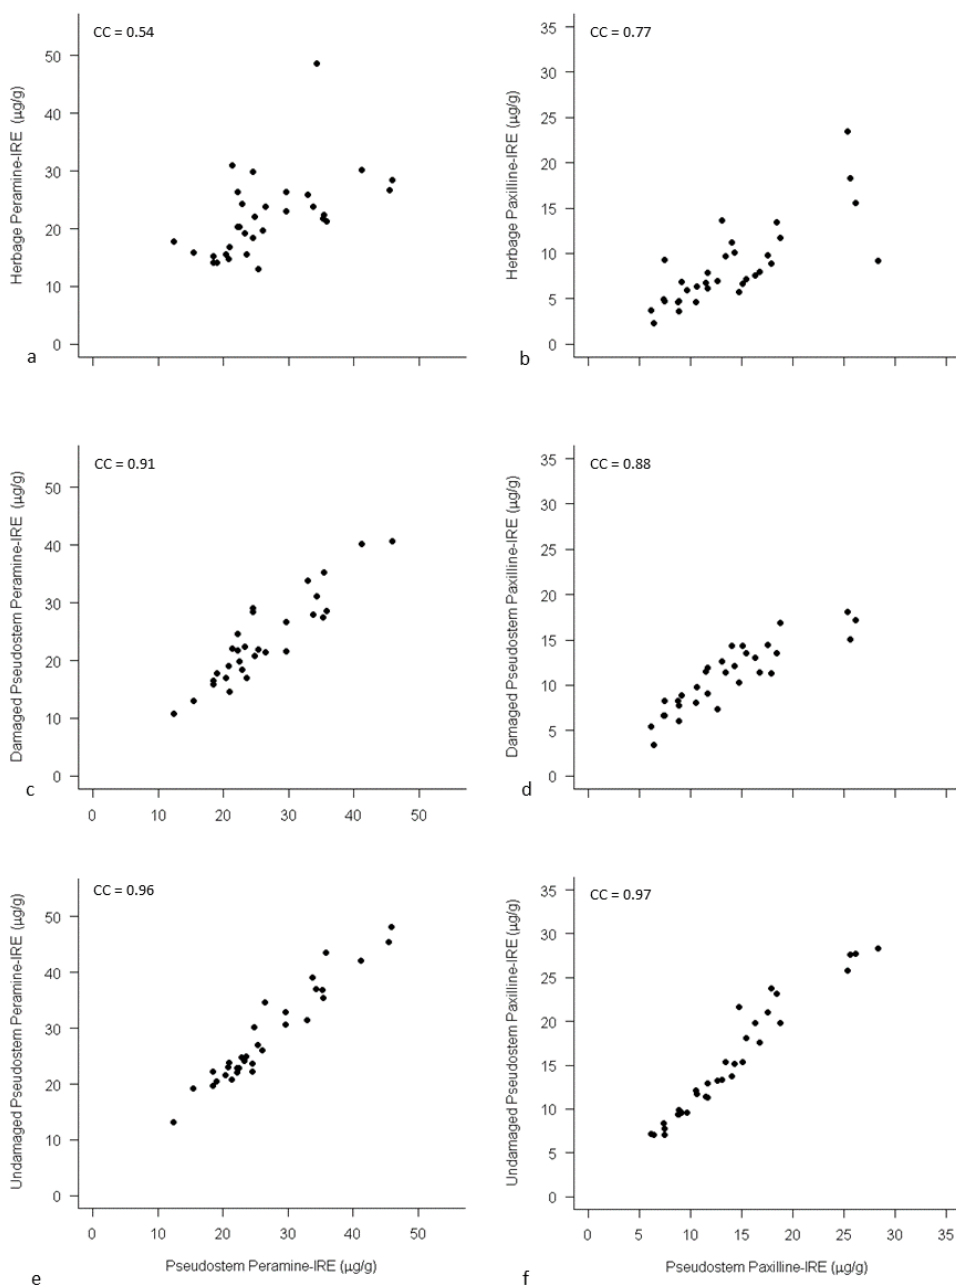 CC = 0.54
Herbage Peramine-IRE (µg/g)
50
40
30
20
10
0
a
CC = 0.77
Herbage Paxilline-IRE (µg/g)
35
30
25
20
15
10
5
0
b
CC = 0.91
Damaged Pseudostem Peramine-IRE (µg/g)
50
40
30
20
10
0
0 10 20 30 40 50
c
CC = 0.88
Damaged Pseudostem Paxilline-IRE (µg/g)
35
30
25
20
15
10
5
0
d
CC = 0.96
Undamaged Pseudostem Peramine-IRE (µg/g)
50
40
30
20
10
0
0 10 20 30 40 50
Pseudostem Peramine-IRE (µg/g)
e
CC = 0.97
Undamaged Pseudostem Paxilline-IRE (µg/g)
35
30
25
20
15
10
5
0
0 5 10 15 20 25 30 35
Pseudostem Paxilline-IRE (µg/g)
f